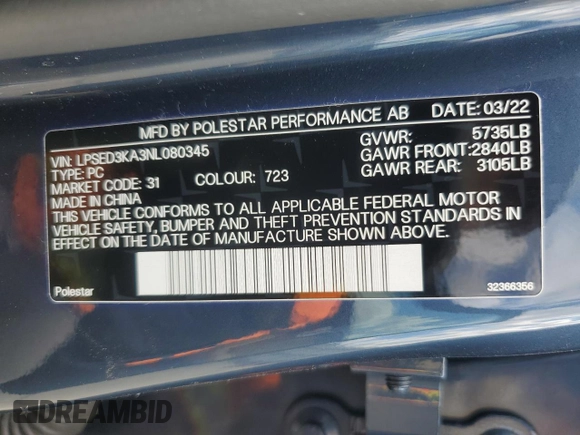 MFD BY POLESTAR PERFORMANCE AB DATE: 03/22
VIN: LPSED3KA3NL080345 GVWR: 5735LB
TYPE: PC GAWR FRONT: 2840LB
MARKET CODE: 31 COLOUR: 723 GAWR REAR: 3105LB
MADE IN CHINA
THIS VEHICLE CONFORMS TO ALL APPLICABLE FEDERAL MOTOR
VEHICLE SAFETY, BUMPER AND THEFT PREVENTION STANDARDS IN
EFFECT ON THE DATE OF MANUFACTURE SHOWN ABOVE.
Polestar 32366356
DREAMBID